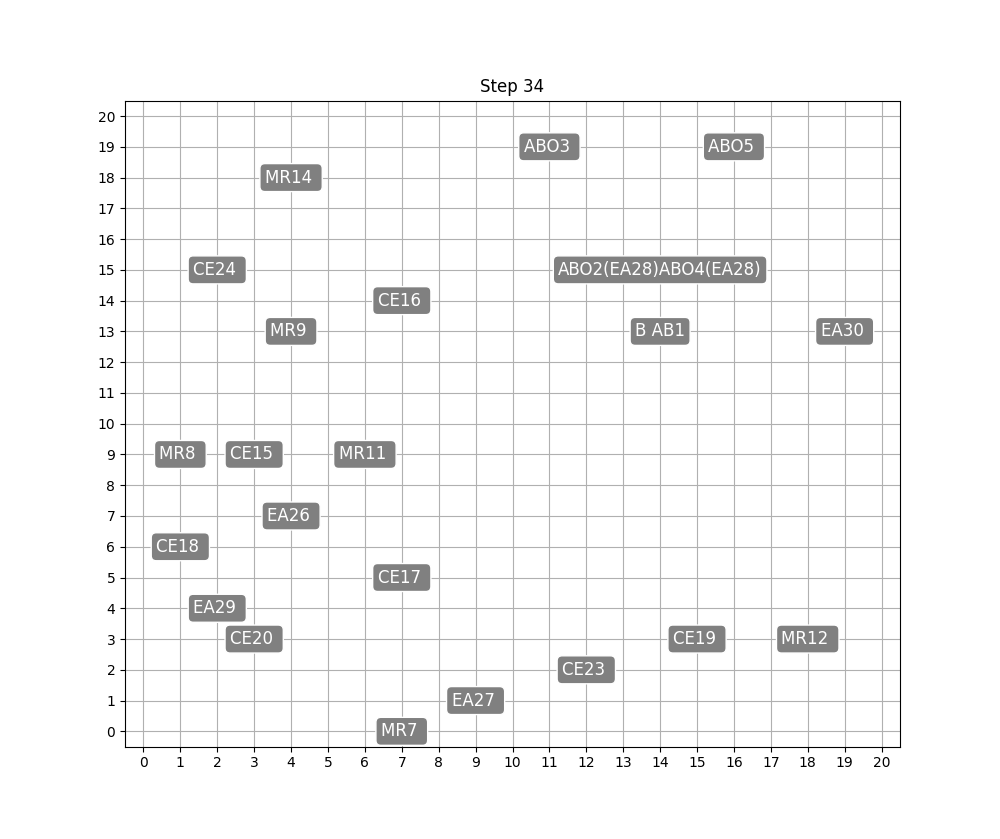 Step 34
20
19
ABO3 ABO5
18
MR14
17
16
15
CE24 ABO2(EA28)ABO4(EA28)
14
CE16
13
MR9 B AB1 EA30
12
11
10
9
MR8 CE15 MR11
8
7
EA26
6
CE18
5
CE17
4
EA29
3
CE20 CE19 MR12
2
CE23
1
EA27
0
MR7
0 1 2 3 4 5 6 7 8 9 10 11 12 13 14 15 16 17 18 19 20